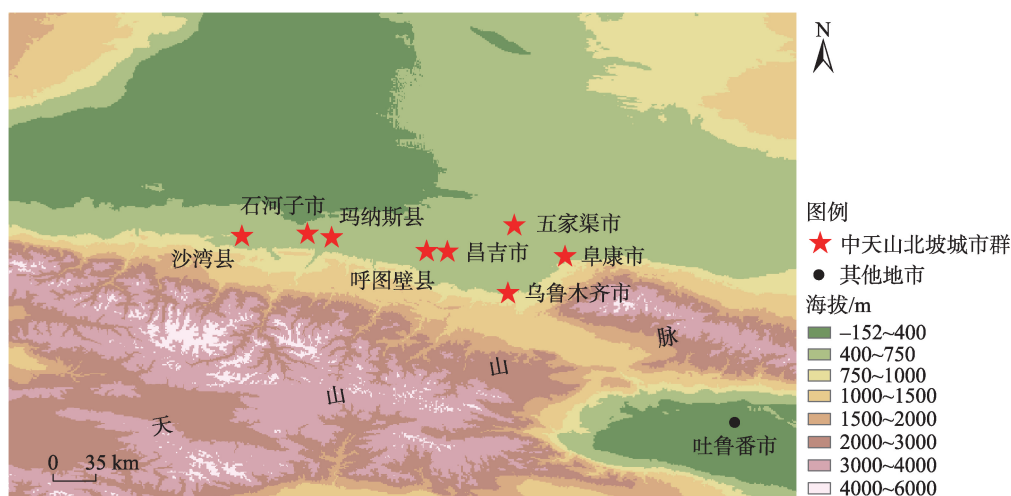 N
石河子市
玛纳斯县
五家渠市
沙湾县
呼图壁县
昌吉市
阜康市
乌鲁木齐市
天
山
山
脉
吐鲁番市
0 35 km
图例
中天山北坡城市群
其他地市
海拔/m
–152~400
400~750
750~1000
1000~1500
1500~2000
2000~3000
3000~4000
4000~6000